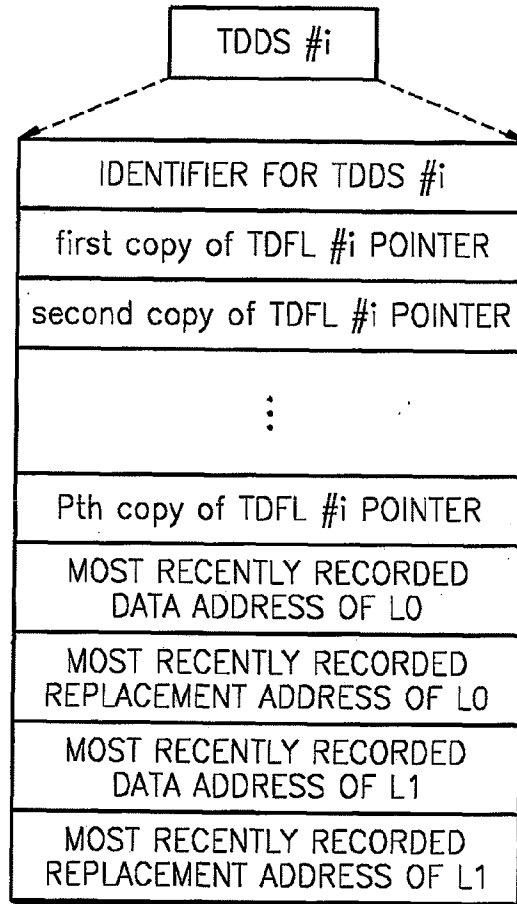 TDDS #i
IDENTIFIER FOR TDDS #i
first copy of TDFL #i POINTER
second copy of TDFL #i POINTER
⋮
Pth copy of TDFL #i POINTER
MOST RECENTLY RECORDED
DATA ADDRESS OF L0
MOST RECENTLY RECORDED
REPLACEMENT ADDRESS OF L0
MOST RECENTLY RECORDED
DATA ADDRESS OF L1
MOST RECENTLY RECORDED
REPLACEMENT ADDRESS OF L1